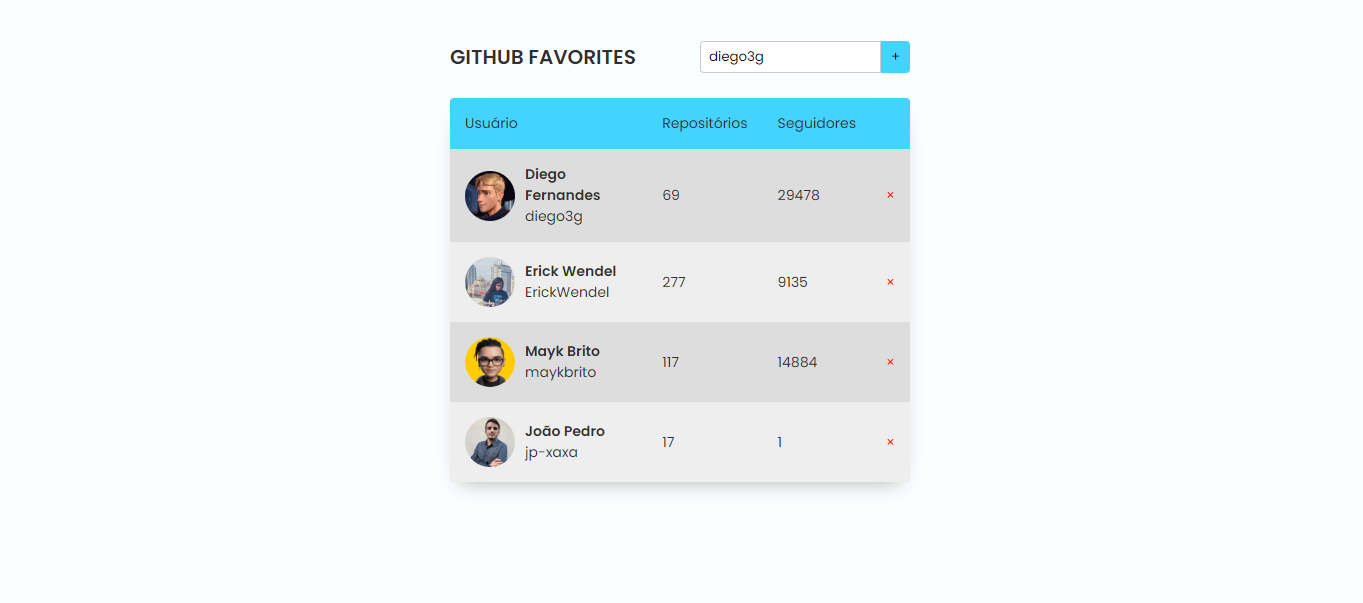 GITHUB FAVORITES
diego3g +
Usuário Repositórios Seguidores
Diego
Fernandes
diego3g
69 29478 ×
Erick Wendel
ErickWendel
277 9135 ×
Mayk Brito
maykbrito
117 14884 ×
João Pedro
jp-xaxa
17 1 ×